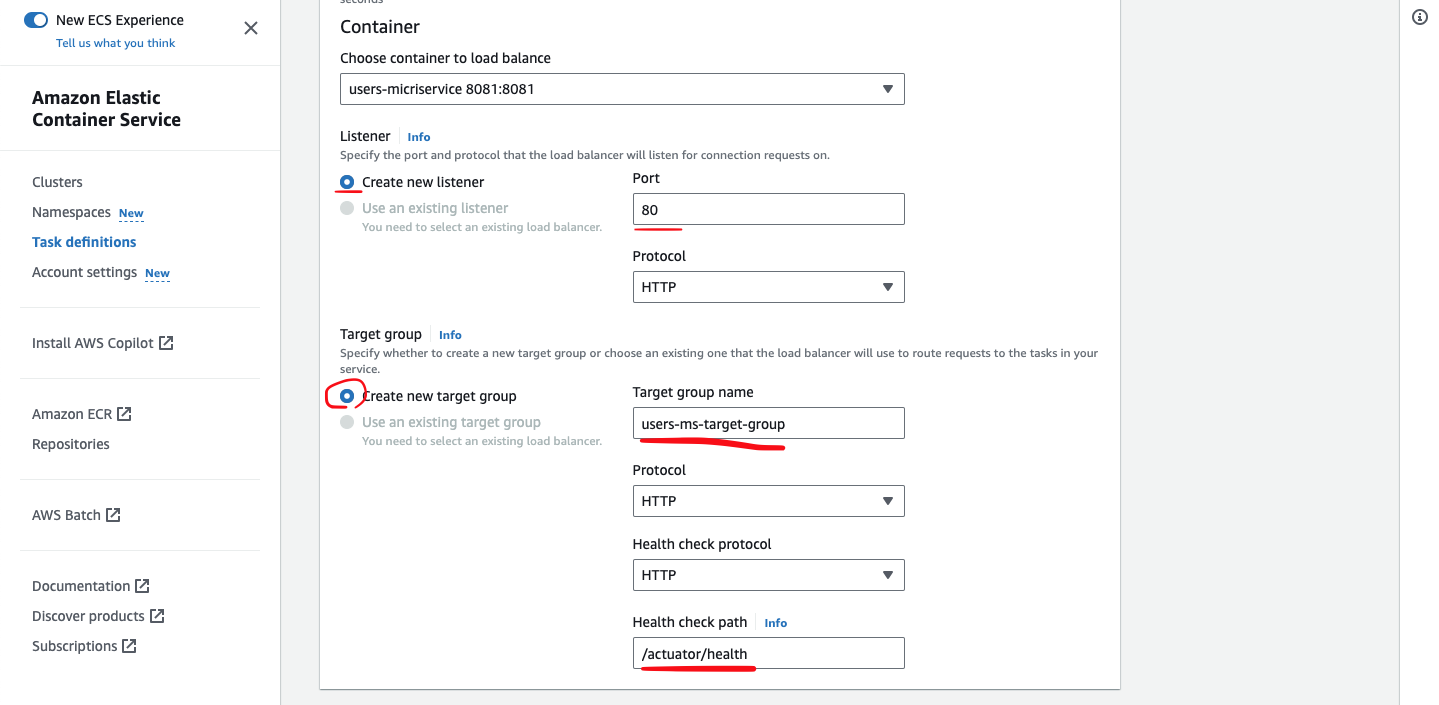 New ECS Experience
Tell us what you think
Amazon Elastic
Container Service
Clusters
Namespaces New
Task definitions
Account settings New
Install AWS Copilot
Amazon ECR
Repositories
AWS Batch
Documentation
Discover products
Subscriptions
seconds
Container
Choose container to load balance
users-micriservice 8081:8081
Listener Info
Specify the port and protocol that the load balancer will listen for connection requests on.
Create new listener
Use an existing listener
You need to select an existing load balancer.
Port
80
Protocol
HTTP
Target group Info
Specify whether to create a new target group or choose an existing one that the load balancer will use to route requests to the tasks in your
service.
Create new target group
Use an existing target group
You need to select an existing load balancer.
Target group name
users-ms-target-group
Protocol
HTTP
Health check protocol
HTTP
Health check path Info
/actuator/health